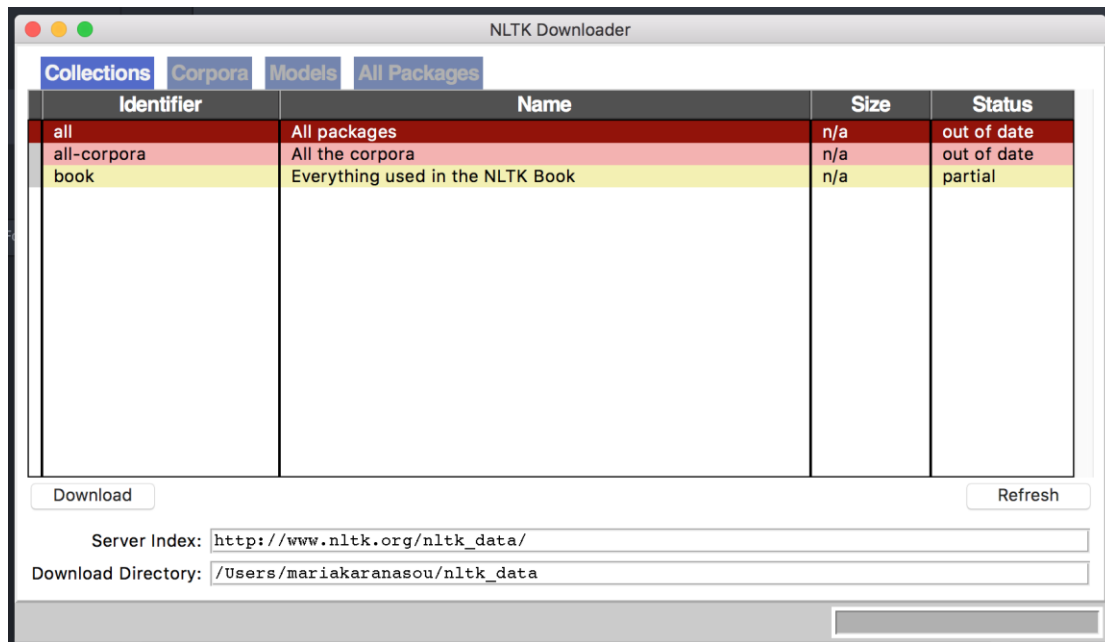 NLTK Downloader
Collections Corpora Models All Packages
Identifier Name Size Status
all All packages n/a out of date
all-corpora All the corpora n/a out of date
book Everything used in the NLTK Book n/a partial
Download Refresh
Server Index: http://www.nltk.org/nltk_data/
Download Directory: /Users/mariakaranasou/nltk_data